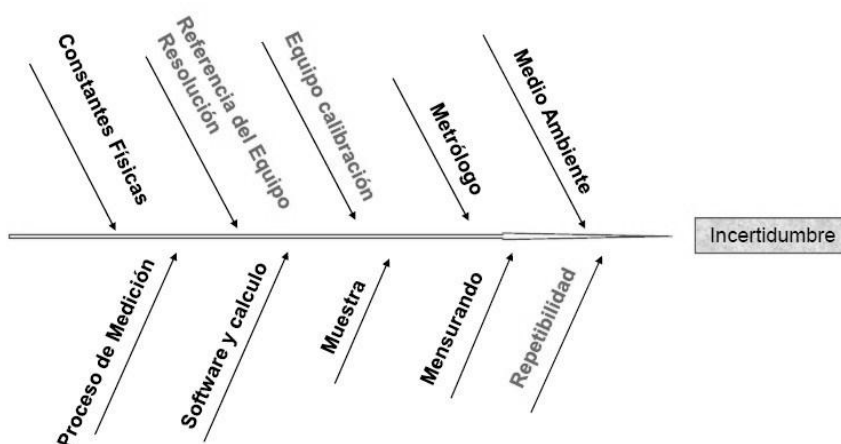 Constantes Físicas
Referencia del Equipo
Resolución
Equipo calibración
Metrólogo
Medio Ambiente
Incertidumbre
Proceso de Medición
Software y calculo
Muestra
Mensurando
Repetibilidad